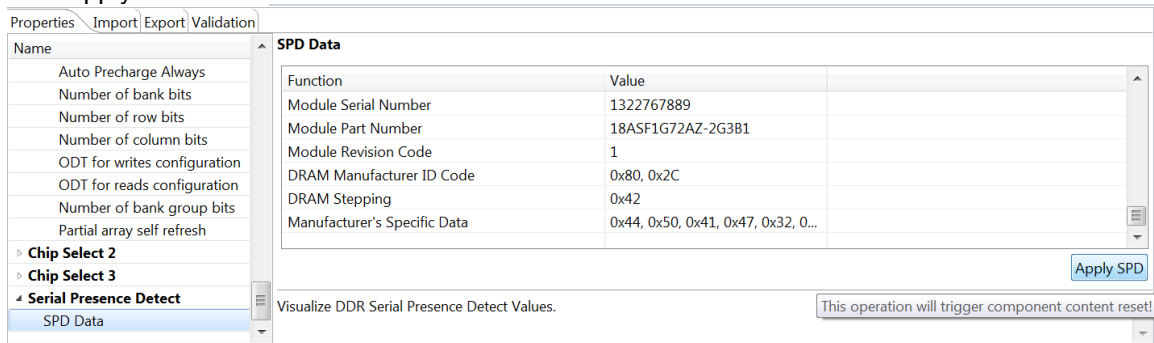 Properties Import Export Validation
Name
Auto Precharge Always
Number of bank bits
Number of row bits
Number of column bits
ODT for writes configuration
ODT for reads configuration
Number of bank group bits
Partial array self refresh
Chip Select 2
Chip Select 3
Serial Presence Detect
SPD Data
SPD Data
Function Value
Module Serial Number 1322767889
Module Part Number 18ASF1G72AZ-2G3B1
Module Revision Code 1
DRAM Manufacturer ID Code 0x80, 0x2C
DRAM Stepping 0x42
Manufacturer's Specific Data 0x44, 0x50, 0x41, 0x47, 0x32, 0...
Apply SPD
Visualize DDR Serial Presence Detect Values.
This operation will trigger component content reset!